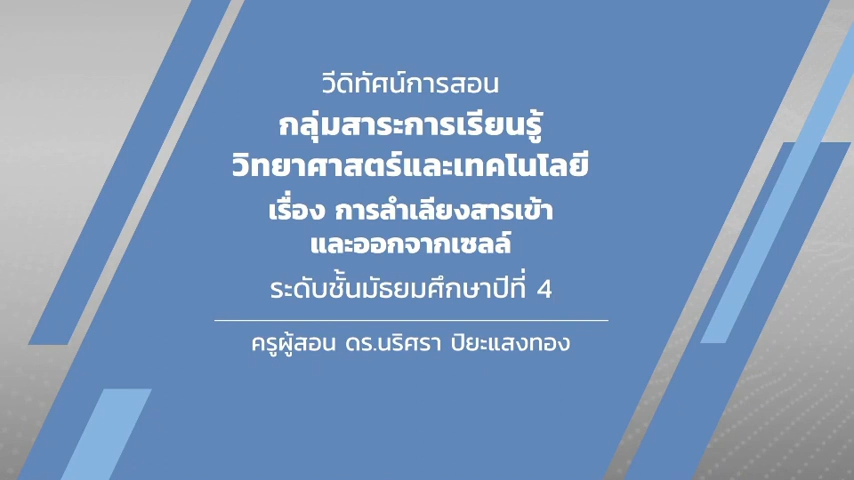 วีดิทัศน์การสอน
กลุ่มสาระการเรียนรู้
วิทยาศาสตร์และเทคโนโลยี
เรื่อง การลำเลียงสารเข้า
และออกจากเซลล์
ระดับชั้นมัธยมศึกษาปีที่ 4
ครูผู้สอน ดร.นริศรา ปิยะแสงทอง